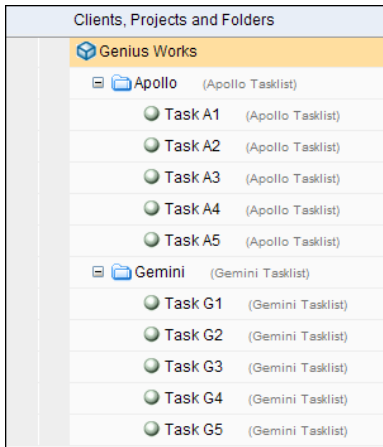 Clients, Projects and Folders
Genius Works
Apollo (Apollo Tasklist)
Task A1 (Apollo Tasklist)
Task A2 (Apollo Tasklist)
Task A3 (Apollo Tasklist)
Task A4 (Apollo Tasklist)
Task A5 (Apollo Tasklist)
Gemini (Gemini Tasklist)
Task G1 (Gemini Tasklist)
Task G2 (Gemini Tasklist)
Task G3 (Gemini Tasklist)
Task G4 (Gemini Tasklist)
Task G5 (Gemini Tasklist)